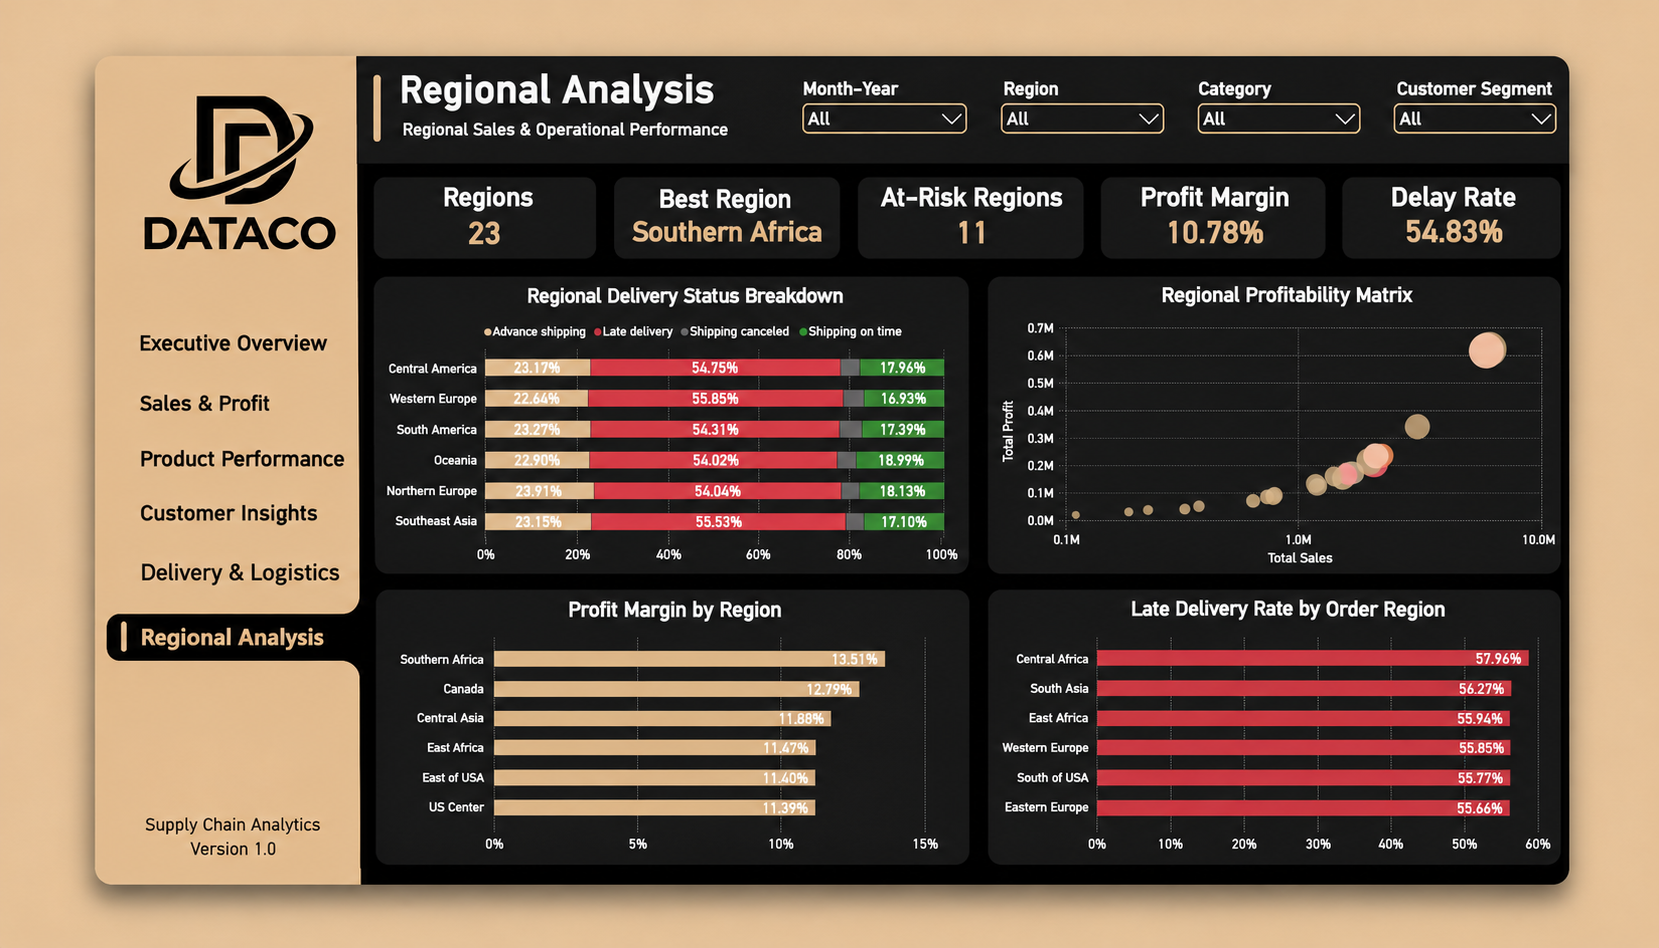 DATACO
Executive Overview
Sales & Profit
Product Performance
Customer Insights
Delivery & Logistics
Regional Analysis
Supply Chain Analytics
Version 1.0
Regional Analysis
Regional Sales & Operational Performance
Month-Year Region Category Customer Segment
All All All All
Regions
23
Best Region
Southern Africa
At-Risk Regions
11
Profit Margin
10.78%
Delay Rate
54.83%
Regional Delivery Status Breakdown
Advance shipping Late delivery Shipping canceled Shipping on time
Central America 23.17% 54.75% 17.96%
Western Europe 22.64% 55.85% 16.93%
South America 23.27% 54.31% 17.39%
Oceania 22.90% 54.02% 18.99%
Northern Europe 23.91% 54.04% 18.13%
Southeast Asia 23.15% 55.53% 17.10%
0% 20% 40% 60% 80% 100%
Regional Profitability Matrix
Total Profit
0.7M
0.6M
0.5M
0.4M
0.3M
0.2M
0.1M
0.0M
0.1M 1.0M 10.0M
Total Sales
Profit Margin by Region
Southern Africa 13.51%
Canada 12.79%
Central Asia 11.88%
East Africa 11.47%
East of USA 11.40%
US Center 11.39%
0% 5% 10% 15%
Late Delivery Rate by Order Region
Central Africa 57.96%
South Asia 56.27%
East Africa 55.94%
Western Europe 55.85%
South of USA 55.77%
Eastern Europe 55.66%
0% 10% 20% 30% 40% 50% 60%